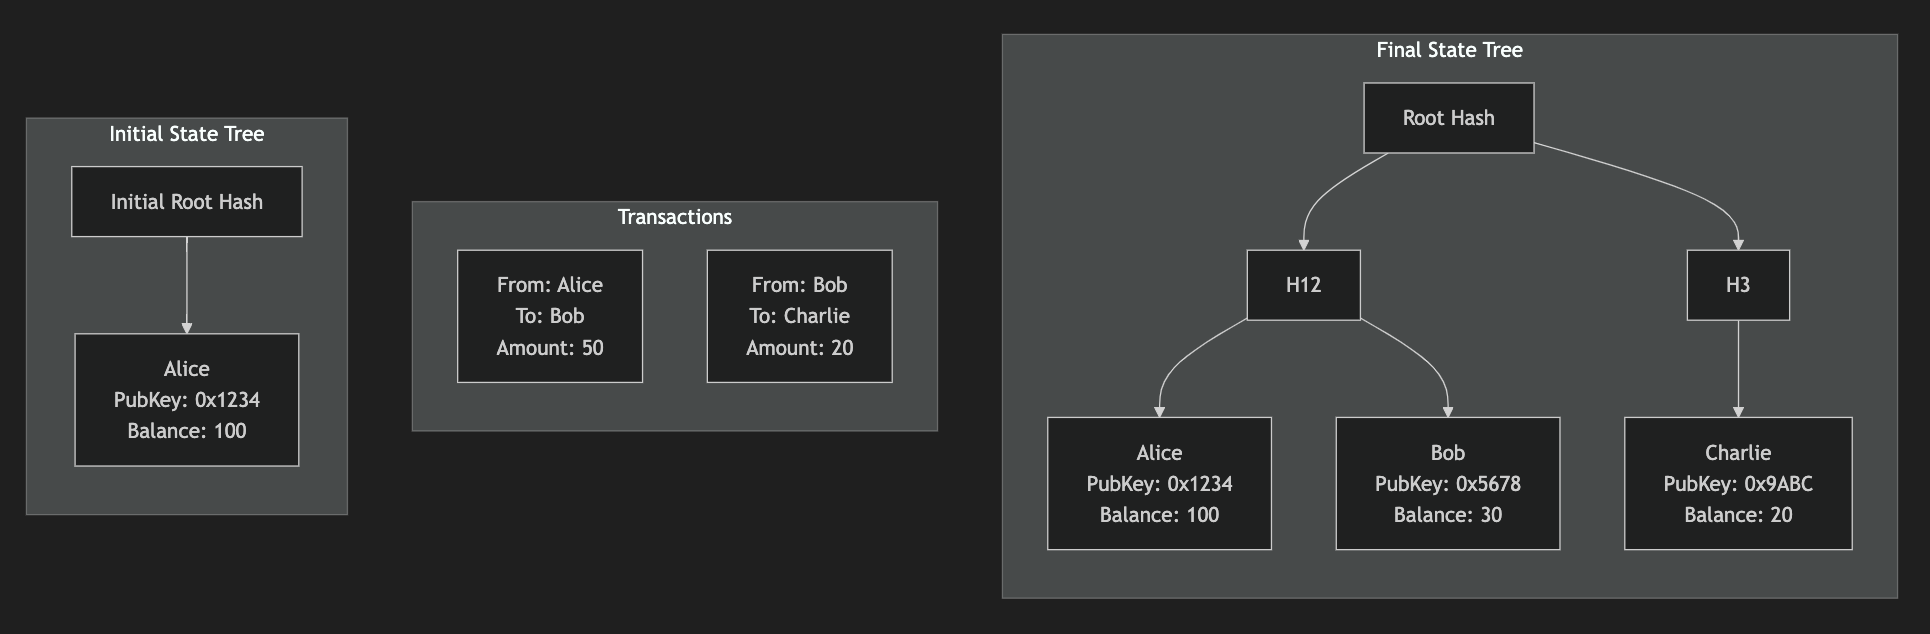 Initial State Tree
Initial Root Hash
Alice
PubKey: 0x1234
Balance: 100
Transactions
From: Alice
To: Bob
Amount: 50
From: Bob
To: Charlie
Amount: 20
Final State Tree
Root Hash
H12
H3
Alice
PubKey: 0x1234
Balance: 100
Bob
PubKey: 0x5678
Balance: 30
Charlie
PubKey: 0x9ABC
Balance: 20